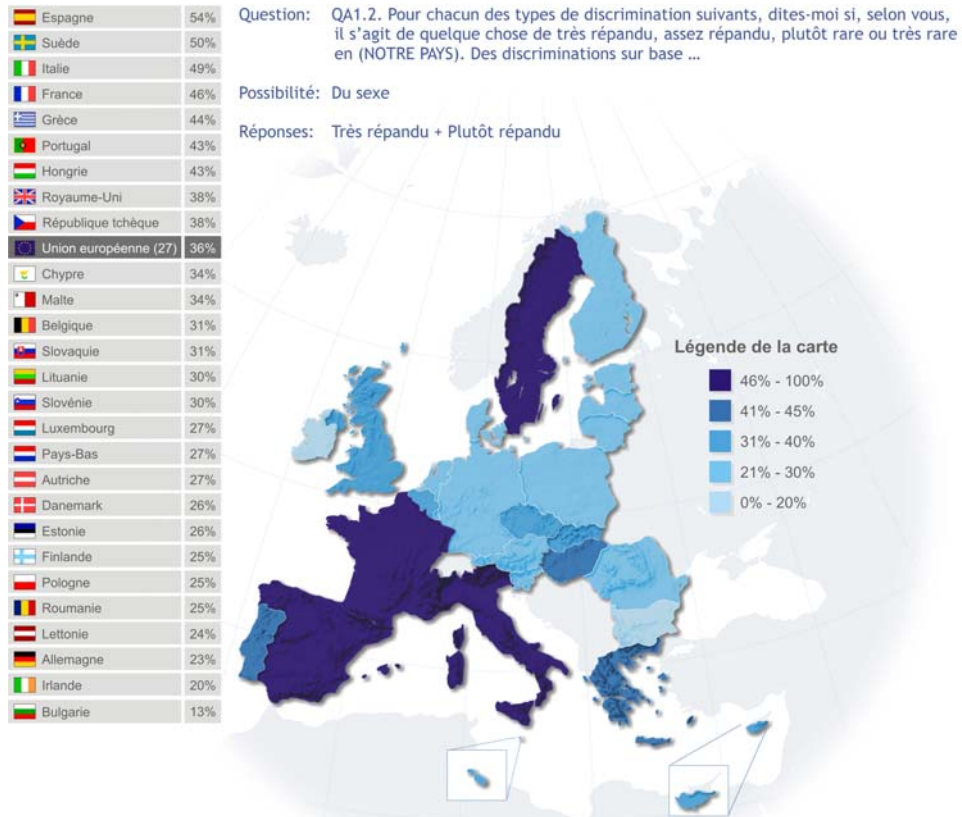 Espagne 54%
Suède 50%
Italie 49%
France 46%
Grèce 44%
Portugal 43%
Hongrie 43%
Royaume-Uni 38%
République tchèque 38%
Union européenne (27) 36%
Chypre 34%
Malte 34%
Belgique 31%
Slovaquie 31%
Lituanie 30%
Slovénie 30%
Luxembourg 27%
Pays-Bas 27%
Autriche 27%
Danemark 26%
Estonie 26%
Finlande 25%
Pologne 25%
Roumanie 25%
Lettonie 24%
Allemagne 23%
Irlande 20%
Bulgarie 13%
Question: QA1.2. Pour chacun des types de discrimination suivants, dites-moi si, selon vous,
il s'agit de quelque chose de très répandu, assez répandu, plutôt rare ou très rare
en (NOTRE PAYS). Des discriminations sur base ...
Possibilité: Du sexe
Réponses: Très répandu + Plutôt répandu
Légende de la carte
46% - 100%
41% - 45%
31% - 40%
21% - 30%
0% - 20%